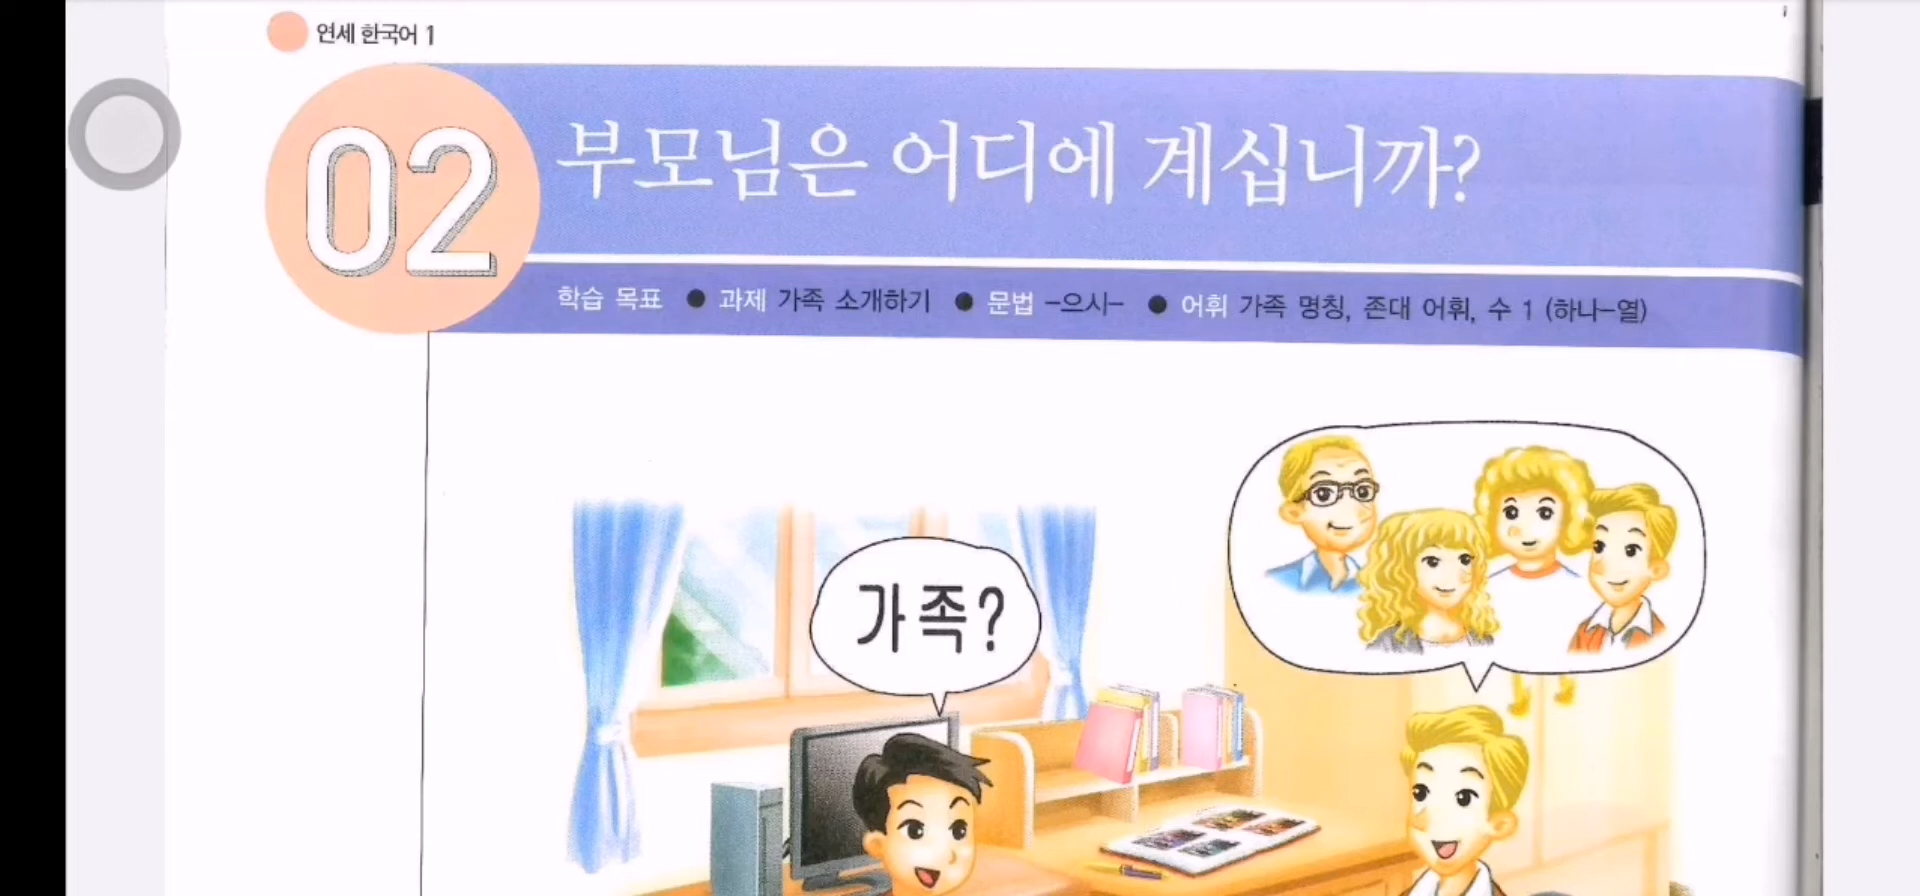 연세 한국어 1
02
부모님은 어디에 계십니까?
학습 목표 ● 과제 가족 소개하기 ● 문법 -으시- ● 어휘 가족 명칭, 존대 어휘, 수 1 (하나-열)
가족?